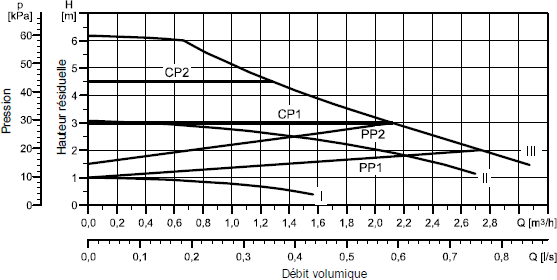 p
[kPa]
H
[m]
60
50
40
30
20
10
0
6
5
4
3
2
1
0
Pression
Hauteur résiduelle
CP2
CP1
PP2
PP1
I
II
III
0,0 0,2 0,4 0,6 0,8 1,0 1,2 1,4 1,6 1,8 2,0 2,2 2,4 2,6 2,8 Q [m³/h]
0,0 0,1 0,2 0,3 0,4 0,5 0,6 0,7 0,8 Q [l/s]
Débit volumique